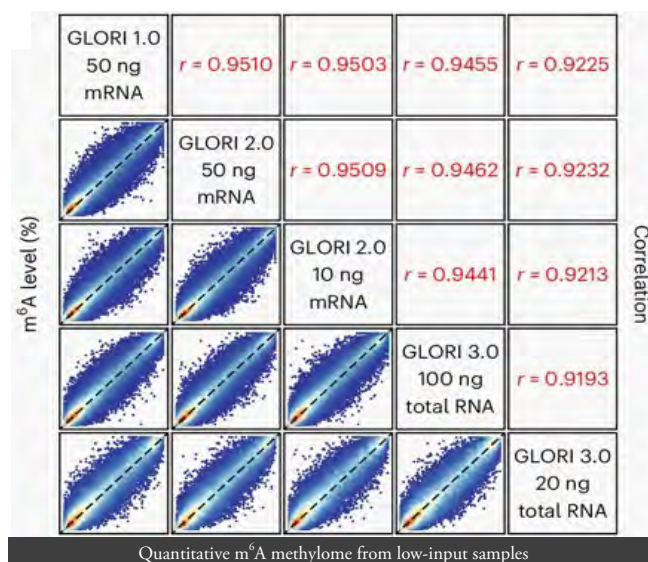 GLORI 1.0
50 ng
mRNA
r = 0.9510
r = 0.9503
r = 0.9455
r = 0.9225
GLORI 2.0
50 ng
mRNA
r = 0.9509
r = 0.9462
r = 0.9232
GLORI 2.0
10 ng
mRNA
r = 0.9441
r = 0.9213
GLORI 3.0
100 ng
total RNA
r = 0.9193
GLORI 3.0
20 ng
total RNA
m⁶A level (%)
Correlation
Quantitative m⁶A methylome from low-input samples